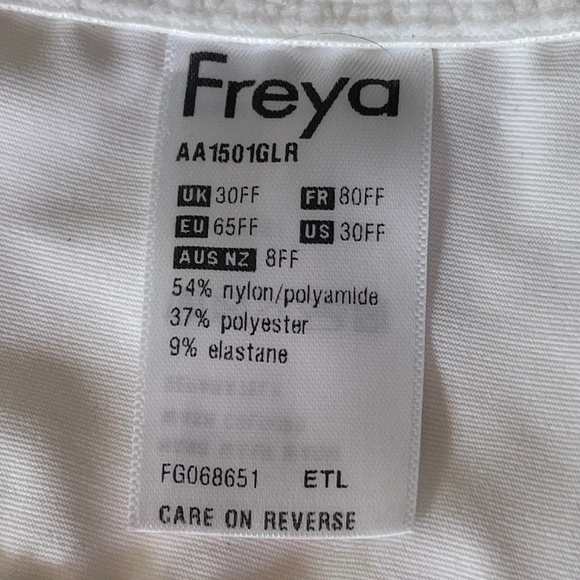 Freya
AA1501GLR
UK 30FF FR 80FF
EU 65FF US 30FF
AUS NZ 8FF
54% nylon/polyamide
37% polyester
9% elastane
FG068651 ETL
CARE ON REVERSE